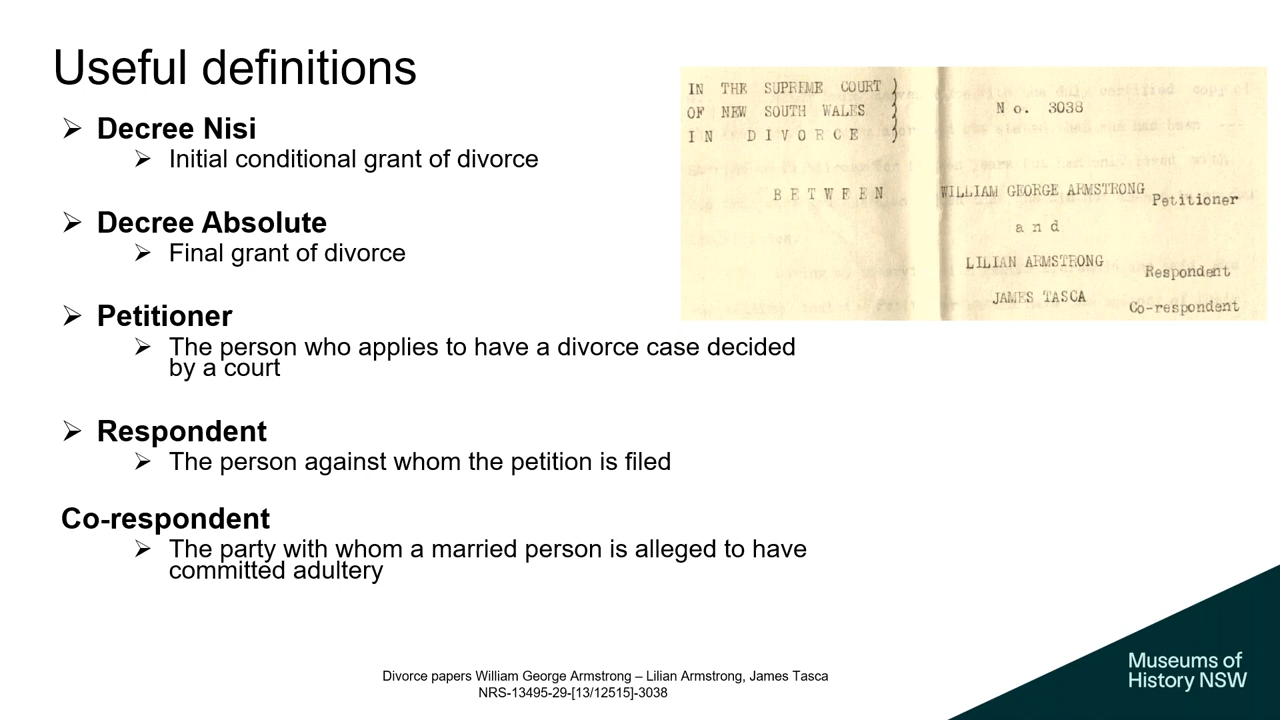 Useful definitions
➢ Decree Nisi
➢ Initial conditional grant of divorce
➢ Decree Absolute
➢ Final grant of divorce
➢ Petitioner
➢ The person who applies to have a divorce case decided
by a court
➢ Respondent
➢ The person against whom the petition is filed
Co-respondent
➢ The party with whom a married person is alleged to have
committed adultery
IN THE SUPREME COURT )
OF NEW SOUTH WALES )
IN DIVORCE )
No. 3038
BETWEEN WILLIAM GEORGE ARMSTRONG
Petitioner
and
LILIAN ARMSTRONG
Respondent
JAMES TASCA
Co-respondent
Divorce papers William George Armstrong – Lilian Armstrong, James Tasca
NRS-13495-29-[13/12515]-3038
Museums of
History NSW